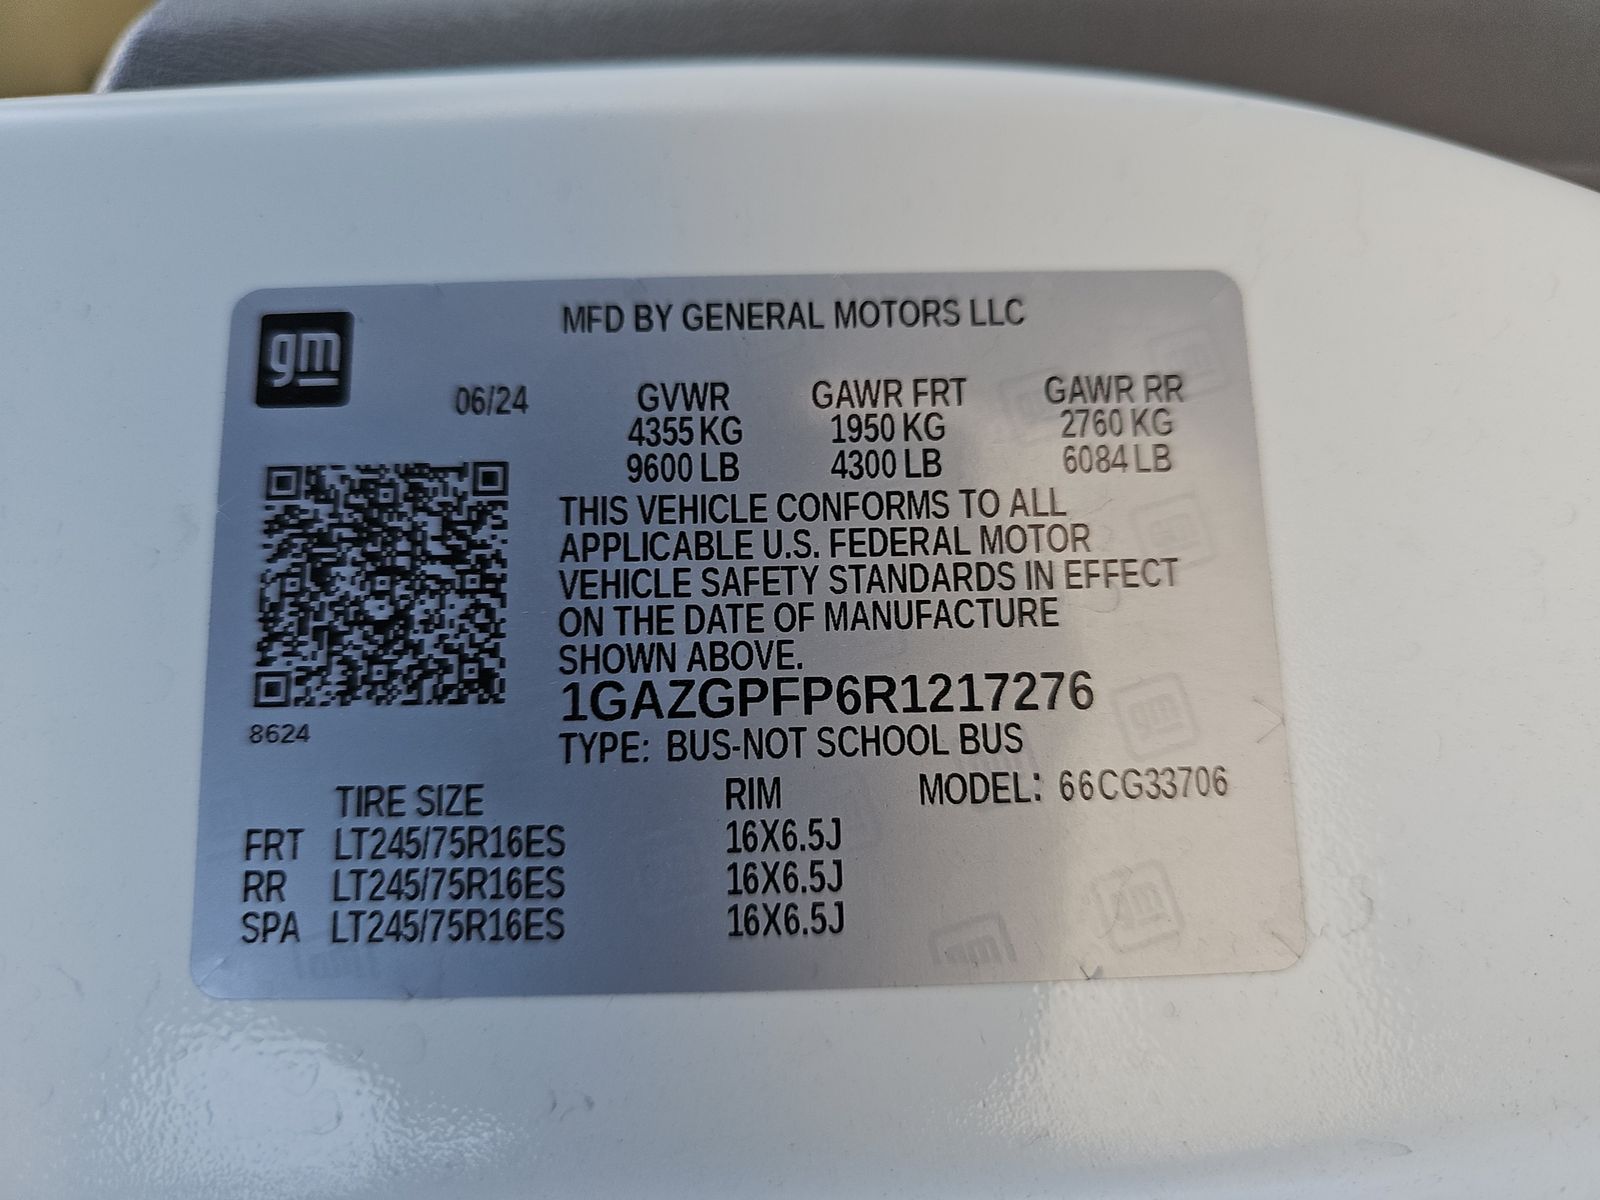 gm
MFD BY GENERAL MOTORS LLC
06/24 GVWR GAWR FRT GAWR RR
4355 KG 1950 KG 2760 KG
9600 LB 4300 LB 6084 LB
THIS VEHICLE CONFORMS TO ALL
APPLICABLE U.S. FEDERAL MOTOR
VEHICLE SAFETY STANDARDS IN EFFECT
ON THE DATE OF MANUFACTURE
SHOWN ABOVE.
1GAZGPFP6R1217276
8624
TYPE: BUS-NOT SCHOOL BUS
TIRE SIZE RIM MODEL: 66CG33706
FRT LT245/75R16ES 16X6.5J
RR LT245/75R16ES 16X6.5J
SPA LT245/75R16ES 16X6.5J